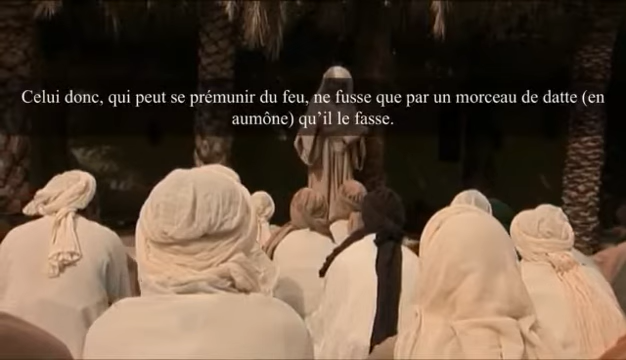 Celui donc, qui peut se prémunir du feu, ne fusse que par un morceau de datte (en
aumône) qu'il le fasse.